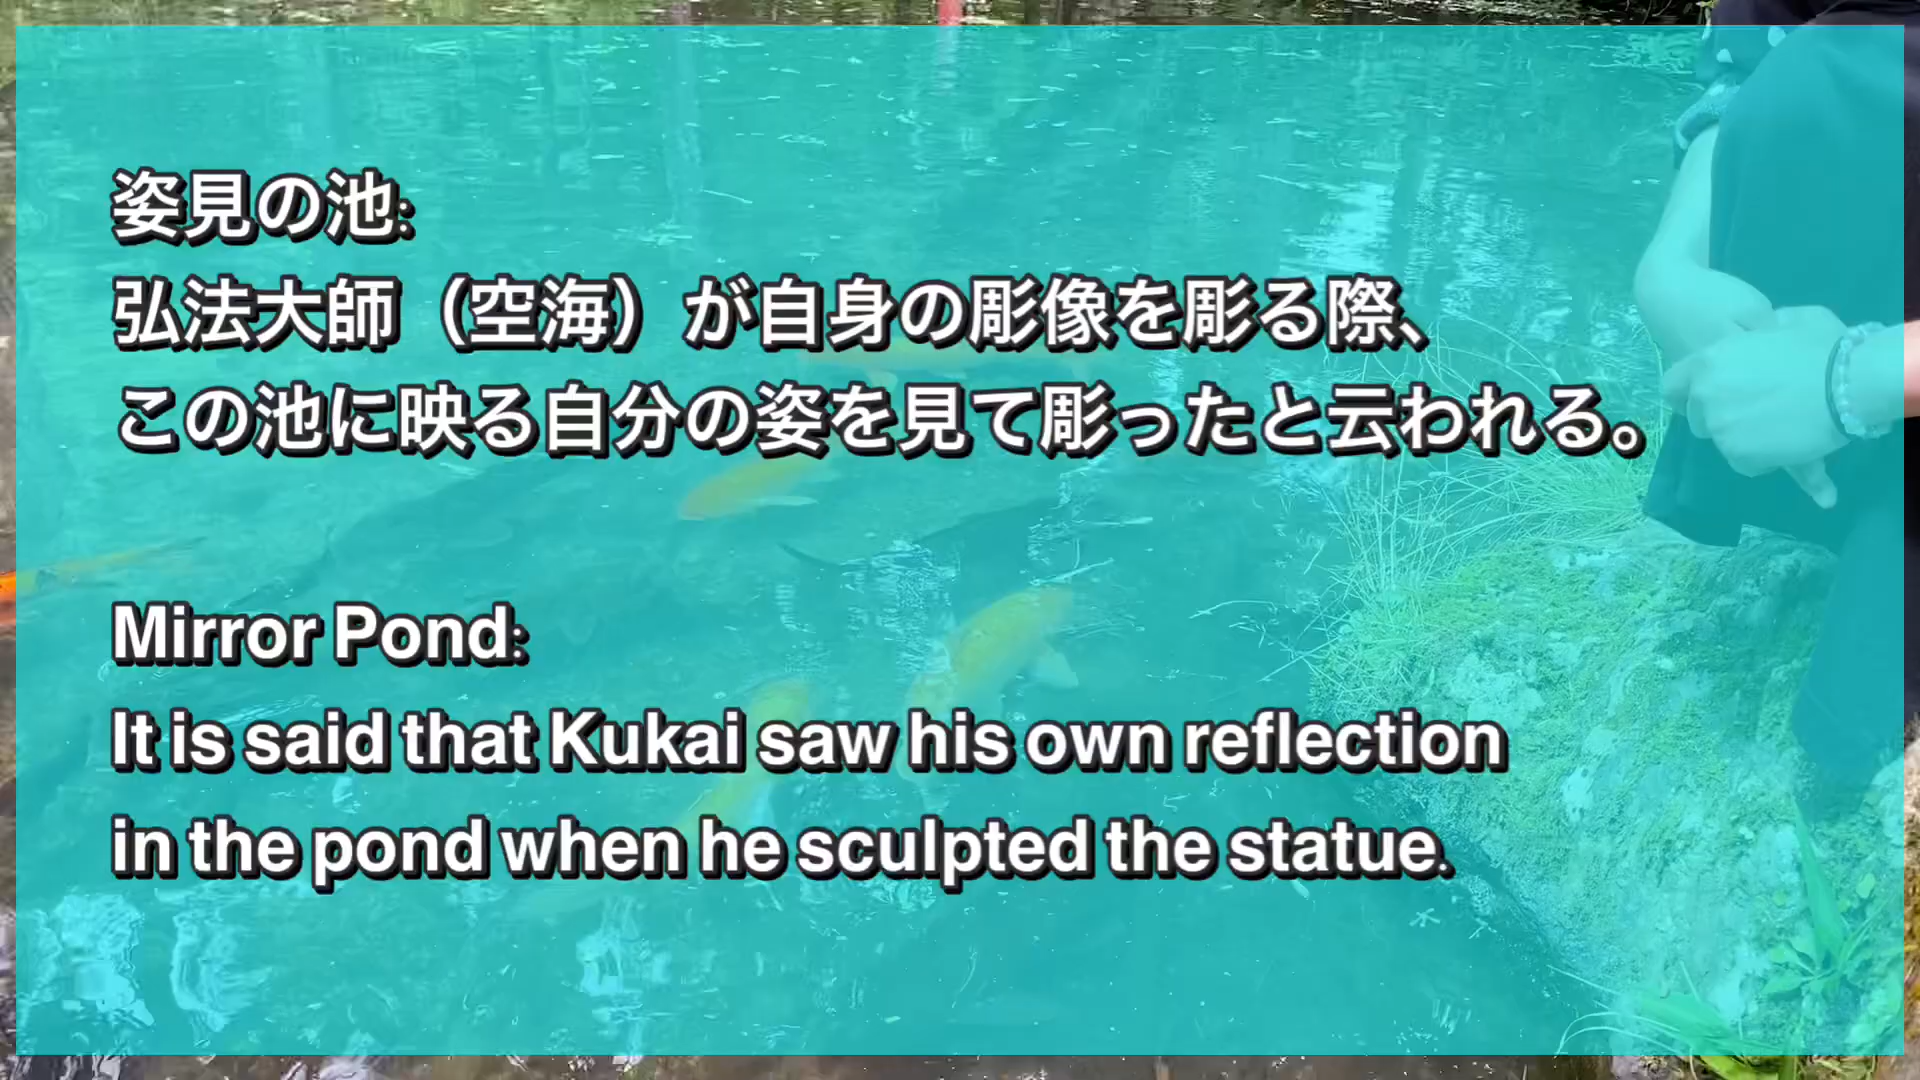 姿見の池:
弘法大師（空海）が自身の彫像を彫る際、
この池に映る自分の姿を見て彫ったと云われる。
Mirror Pond:
It is said that Kukai saw his own reflection
in the pond when he sculpted the statue.